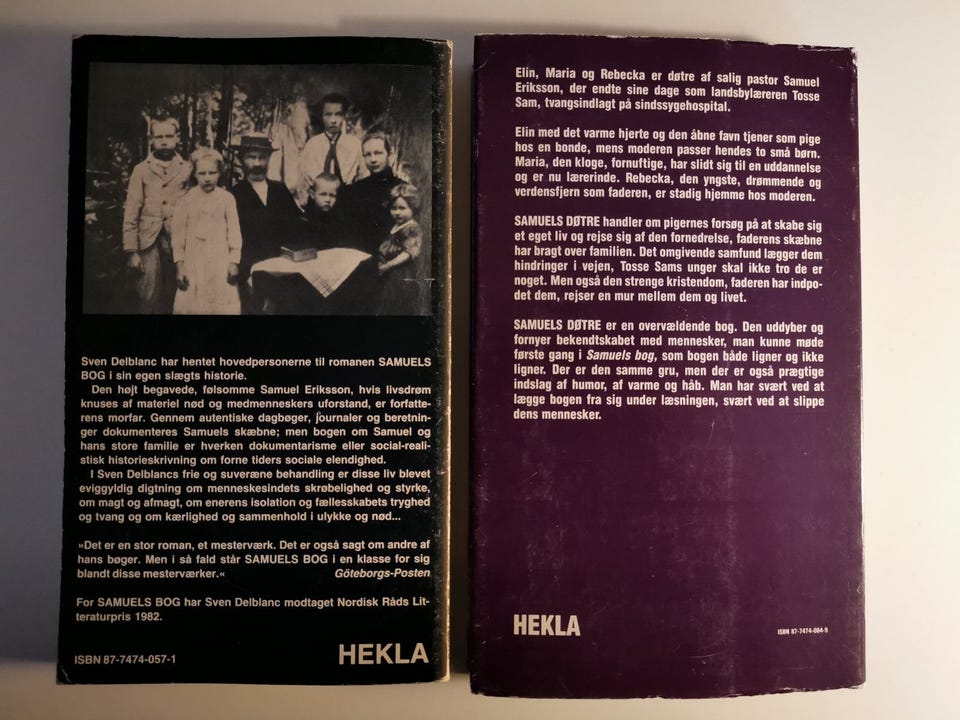 Sven Delblanc har hentet hovedpersonerne til romanen SAMUELS
BOG i sin egen slægts historie.
Den højt begavede, følsomme Samuel Eriksson, hvis livsdrøm
knuses af materiel nød og medmenneskers uforstand, er forfatte-
rens morfar. Gennem autentiske dagbøger, journaler og beretnin-
ger dokumenteres Samuels skæbne; men bogen om Samuel og
hans store familie er hverken dokumentarisme eller social-reali-
stisk historieskrivning om forne tiders sociale elendighed.
I Sven Delblancs frie og suveræne behandling er disse liv blevet
eviggyldig digtning om menneskesindets skrøbelighed og styrke,
om magt og afmagt, om enerens isolation og fællesskabets tryghed
og tvang og om kærlighed og sammenhold i ulykke og nød...
»Det er en stor roman, et mesterværk. Det er også sagt om andre af
hans bøger. Men i så fald står SAMUELS BOG i en klasse for sig
blandt disse mesterværker.« Göteborgs-Posten
For SAMUELS BOG har Sven Delblanc modtaget Nordisk Råds Lit-
teraturpris 1982.
ISBN 87-7474-057-1
HEKLA
Elin, Maria og Rebecka er døtre af salig pastor Samuel
Eriksson, der endte sine dage som landsbylæreren Tosse
Sam, tvangsindlagt på sindssygehospital.
Elin med det varme hjerte og den åbne favn tjener som pige
hos en bonde, mens moderen passer hendes to små børn.
Maria, den kloge, fornuftige, har slidt sig til en uddannelse
og er nu lærerinde. Rebecka, den yngste, drømmende og
verdensfjern som faderen, er stadig hjemme hos moderen.
SAMUELS DØTRE handler om pigernes forsøg på at skabe sig
et eget liv og rejse sig af den fornedrelse, faderens skæbne
har bragt over familien. Det omgivende samfund lægger dem
hindringer i vejen, Tosse Sams unger skal ikke tro de er
noget. Men også den strenge kristendom, faderen har indpo-
det dem, rejser en mur mellem dem og livet.
SAMUELS DØTRE er en overvældende bog. Den uddyber og
fornyer bekendtskabet med mennesker, man kunne møde
første gang i Samuels bog, som bogen både ligner og ikke
ligner. Der er den samme gru, men der er også prægtige
indslag af humor, af varme og håb. Man har svært ved at
lægge bogen fra sig under læsningen, svært ved at slippe
dens mennesker.
HEKLA
ISBN 87-7474-084-9